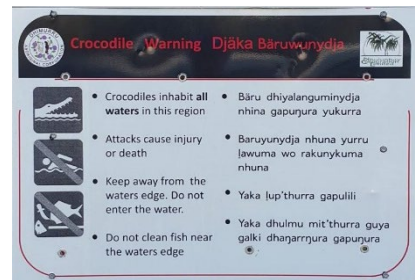 Crocodile Warning Djäka Bäruwuŋdja
Crocodiles inhabit all
waters in this region
Attacks cause injury
or death
Keep away from the
waters edge. Do not
enter the water.
Do not clean fish near
the waters edge
Bäru dhiyalaŋuminydja
nhina gapuŋura yukurra
Baruyunydja nhuna yurru
ḻawuma wo rakunykuma
nhuna
Yaka ḻup'thurra gapulili
Yaka dhulmu mit'thurra guya
galki dhaŋarrŋura gapuŋura